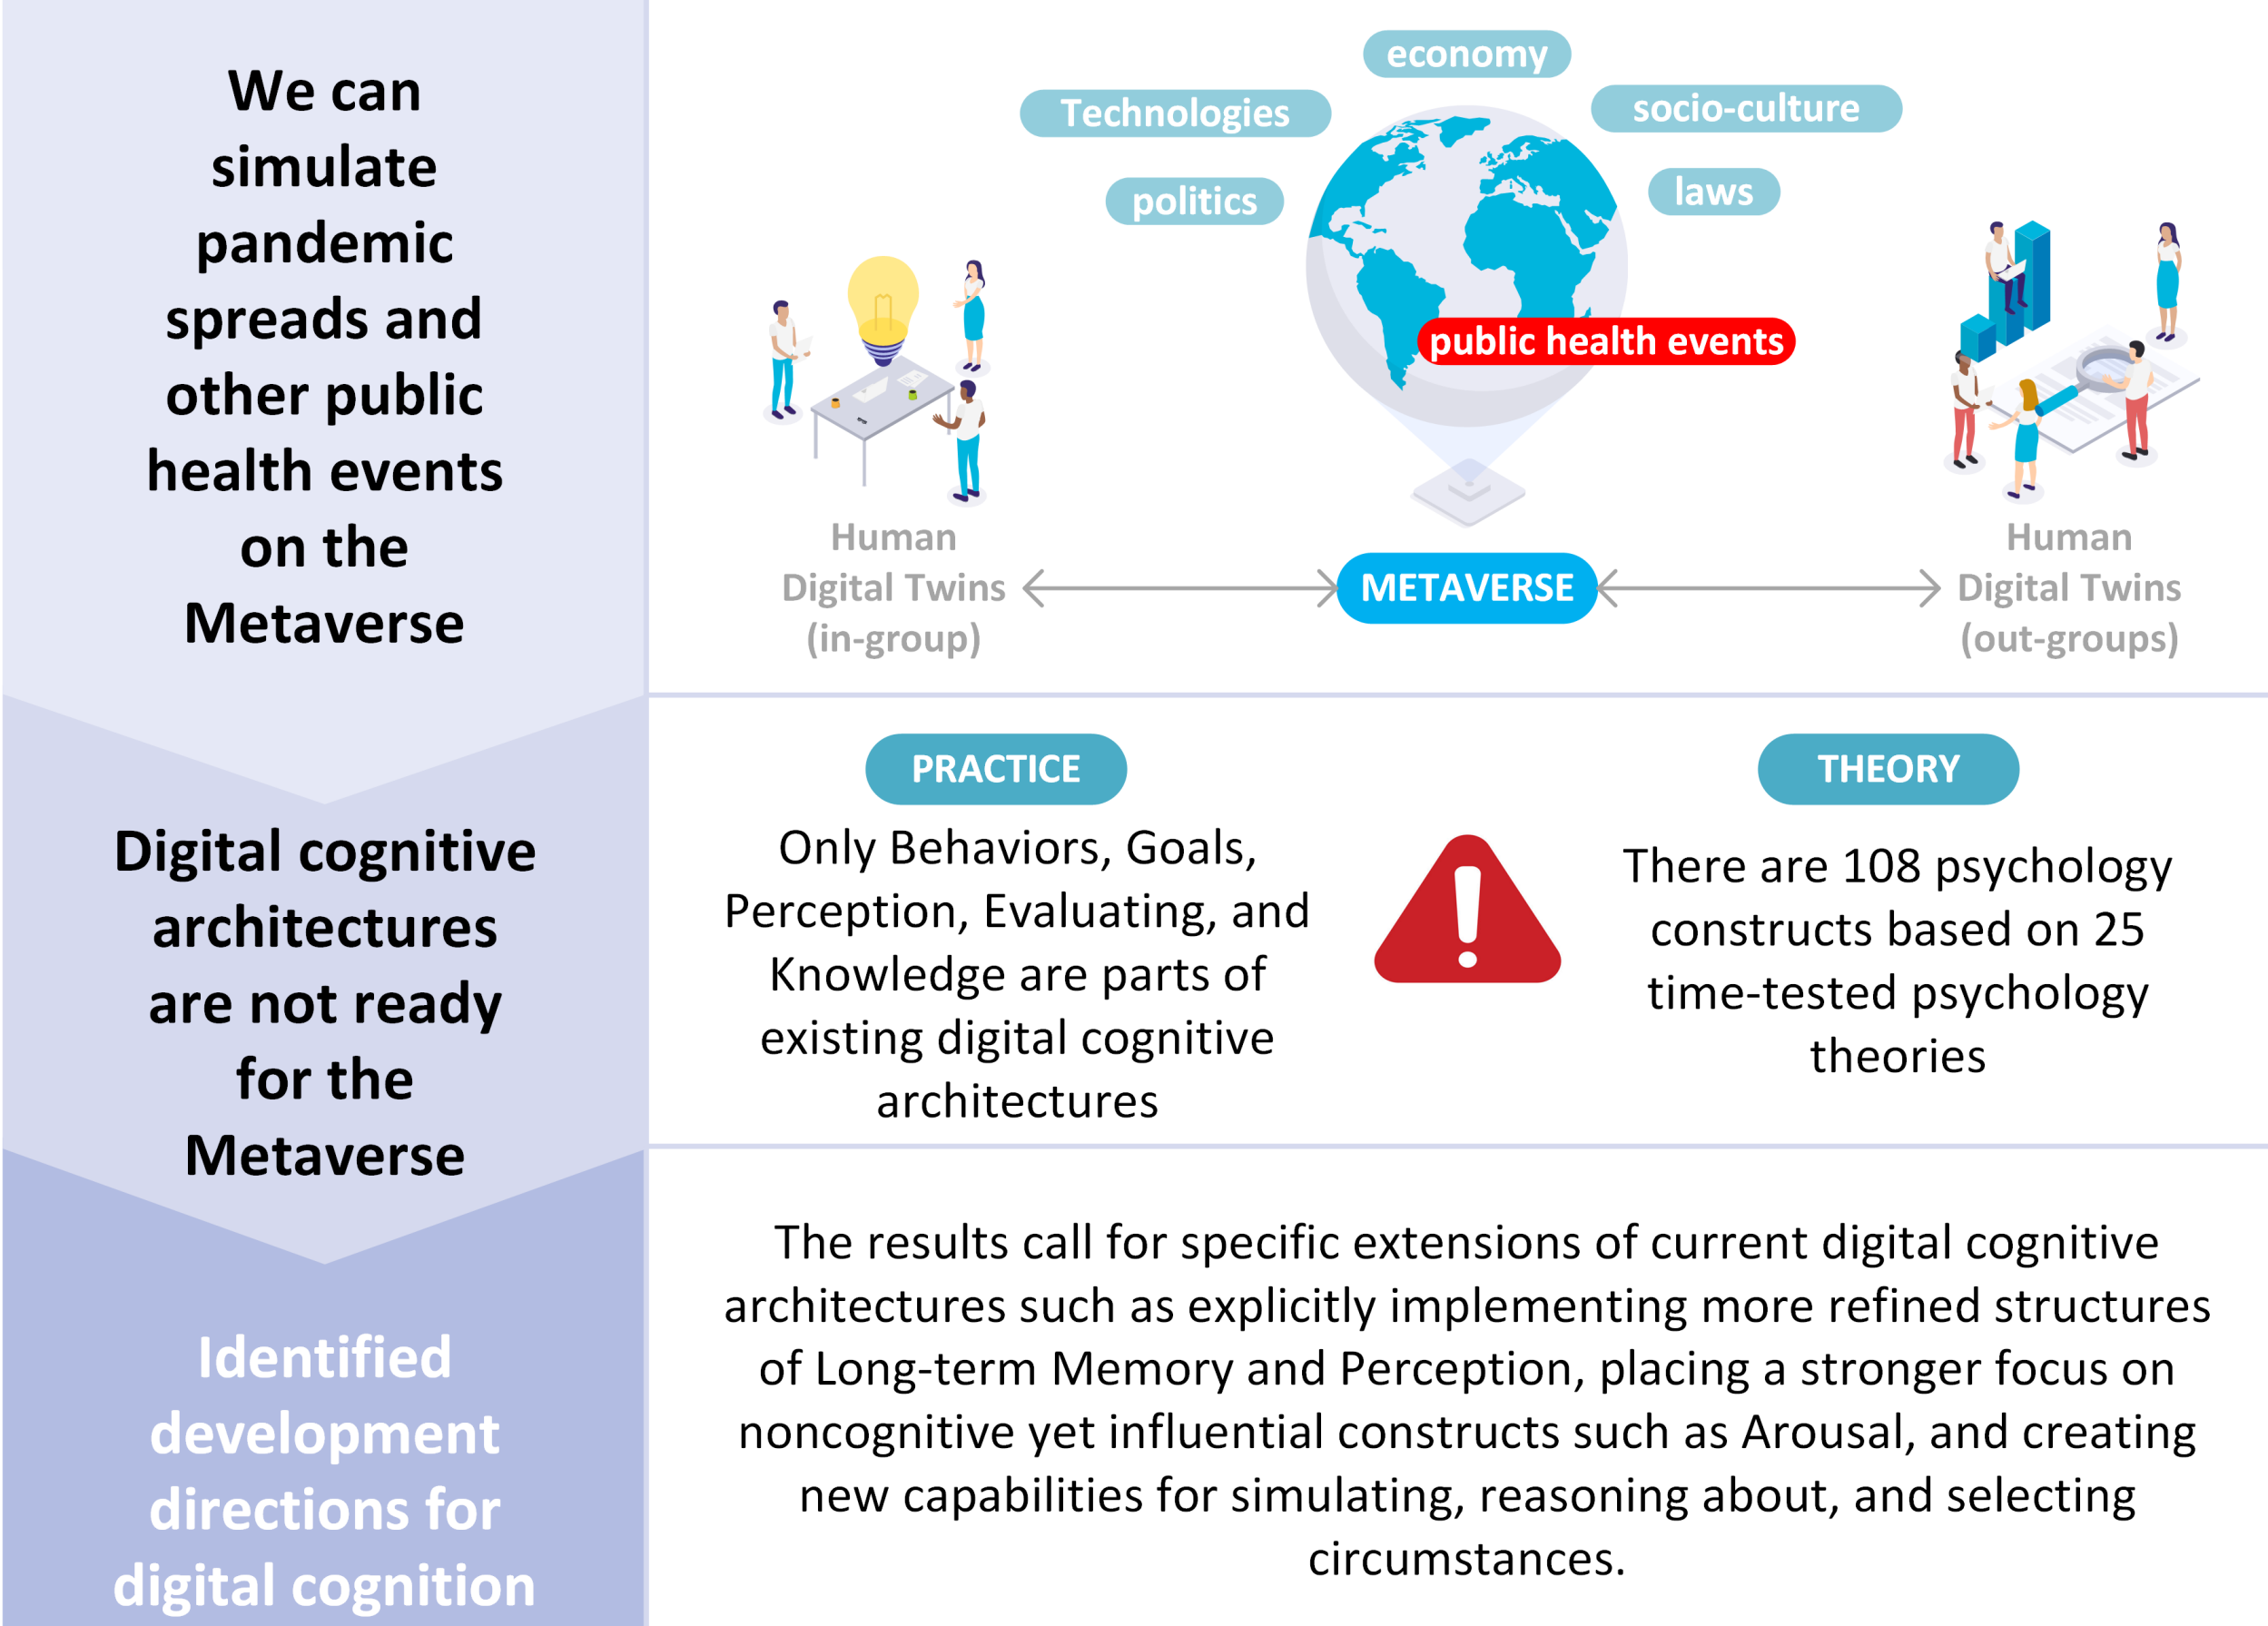 We can
simulate
pandemic
spreads and
other public
health events
on the
Metaverse
economy
Technologies
socio-culture
politics
laws
public health events
Human
Digital Twins
(in-group)
METAVERSE
Human
Digital Twins
(out-groups)
Digital cognitive
architectures
are not ready
for the
Metaverse
PRACTICE
Only Behaviors, Goals,
Perception, Evaluating, and
Knowledge are parts of
existing digital cognitive
architectures
THEORY
There are 108 psychology
constructs based on 25
time-tested psychology
theories
Identified
development
directions for
digital cognition
The results call for specific extensions of current digital cognitive
architectures such as explicitly implementing more refined structures
of Long-term Memory and Perception, placing a stronger focus on
noncognitive yet influential constructs such as Arousal, and creating
new capabilities for simulating, reasoning about, and selecting
circumstances.